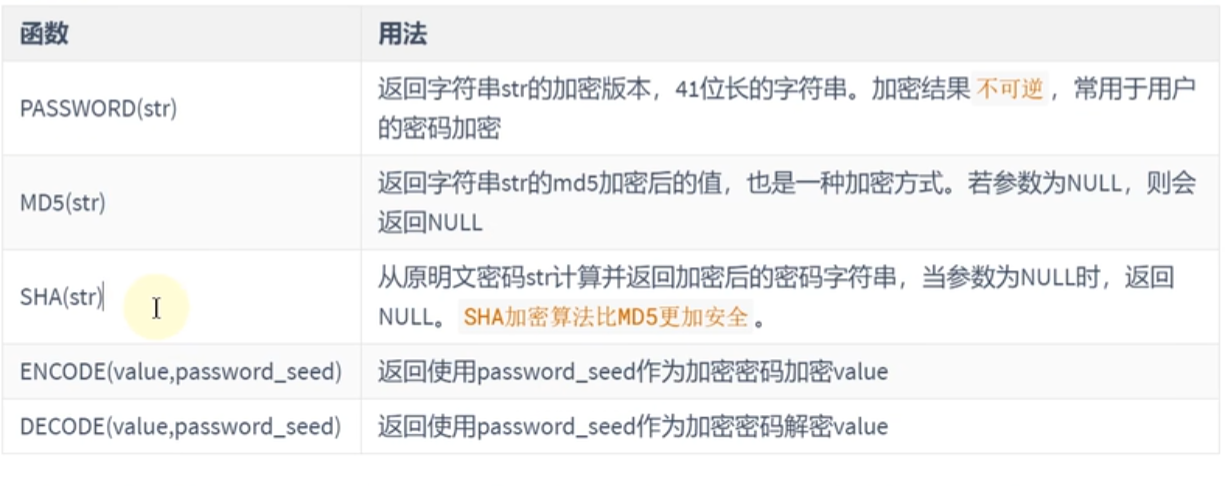 函数 用法
返回字符串str的加密版本，41位长的字符串。加密结果 不可逆 ，常用于用户
PASSWORD(str)
的密码加密
返回字符串str的md5加密后的值，也是一种加密方式。若参数为NULL，则会
MD5(str)
返回NULL
从原明文密码str计算并返回加密后的密码字符串，当参数为NULL时，返回
SHA(str)
NULL。 SHA加密算法比MD5更加安全 。
ENCODE(value,password_seed) 返回使用password_seed作为加密密码加密value
DECODE(value,password_seed) 返回使用password_seed作为加密密码解密value